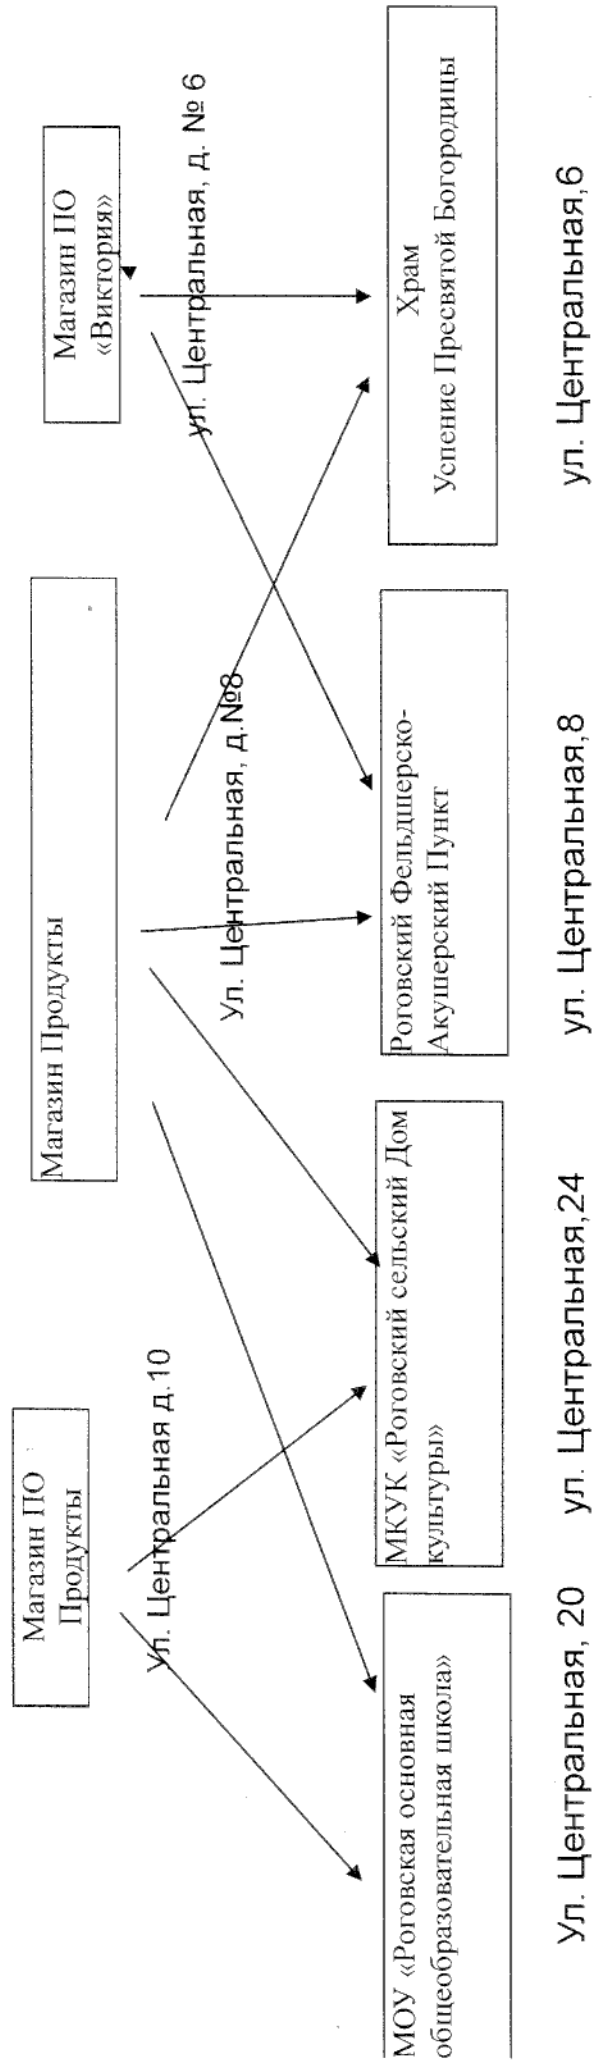 Магазин ПО
Продукты
Ул. Центральная д.10
Магазин Продукты
Ул. Центральная, д.№8
Магазин ПО
«Виктория»
ул. Центральная, д. № 6
МОУ «Роговская основная
общеобразовательная школа»
Ул. Центральная, 20
МКУК «Роговский сельский Дом
культуры»
ул. Центральная,24
Роговский Фельдшерско-
Акушерский Пункт
ул. Центральная,8
Храм
Успение Пресвятой Богородицы
ул. Центральная,6